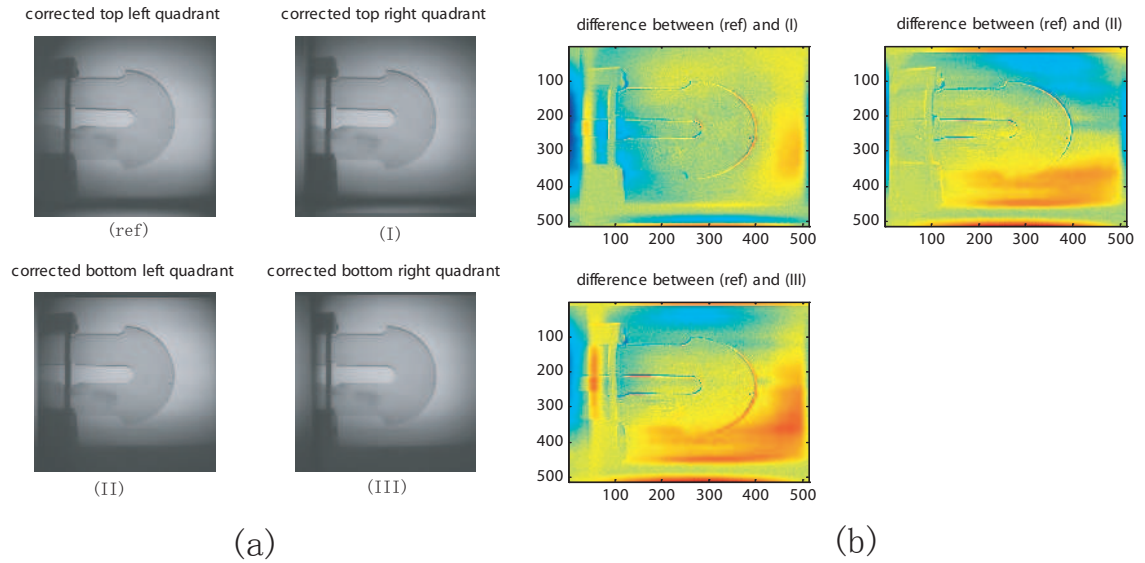 corrected top left quadrant
corrected top right quadrant
(ref)
(I)
corrected bottom left quadrant
corrected bottom right quadrant
(II)
(III)
(a)
difference between (ref) and (I)
difference between (ref) and (II)
100
200
300
400
500
100 200 300 400 500
100
200
300
400
500
100 200 300 400 500
difference between (ref) and (III)
100
200
300
400
500
100 200 300 400 500
(b)